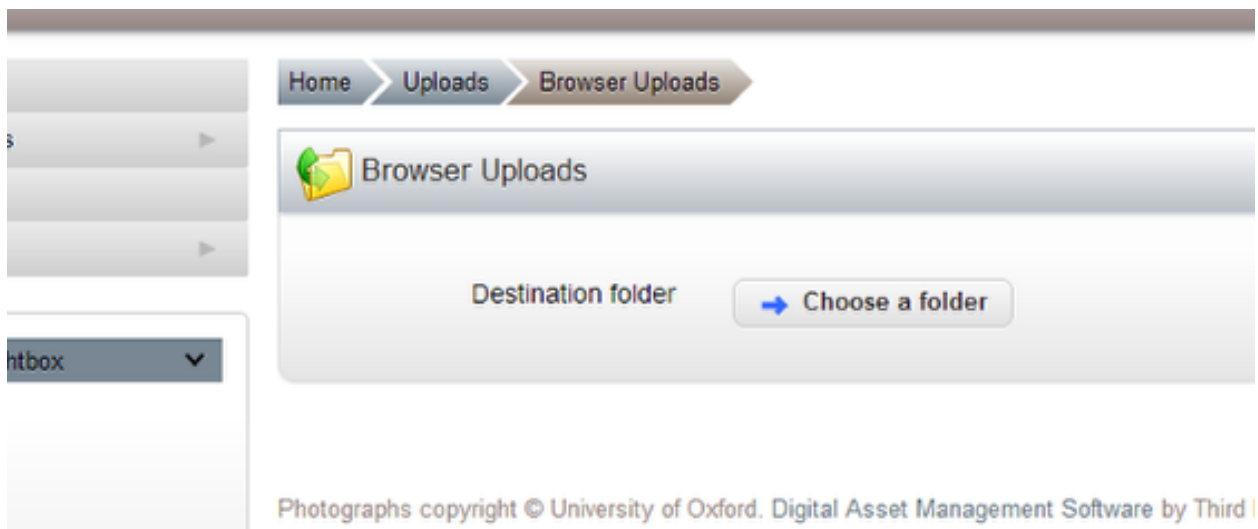 Home Uploads Browser Uploads
s
Browser Uploads
Destination folder
Choose a folder
htbox
Photographs copyright © University of Oxford. Digital Asset Management Software by Third